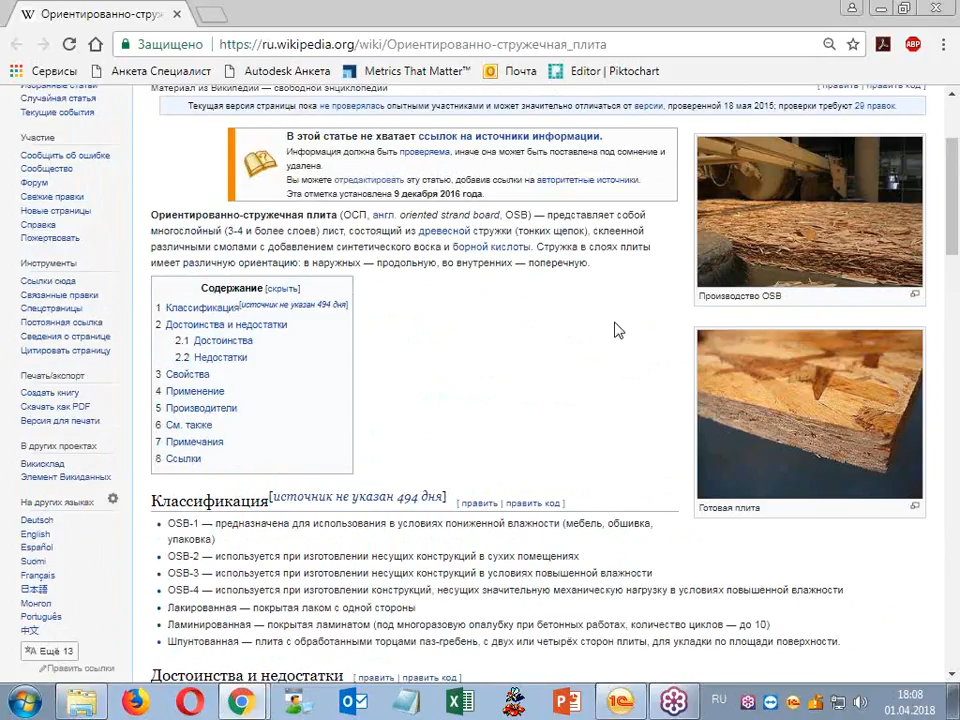 Ориентированно-струж
Защищено
https://ru.wikipedia.org/wiki/Ориентированно-стружечная_плита
ABP
Сервисы
Анкета Специалист
Autodesk Анкета
Metrics That Matter™
Почта
Editor | Piktochart
Избранные статьи
Случайная статья
Текущие события
Участие
Сообщить об ошибке
Сообщество
Форум
Свежие правки
Новые страницы
Справка
Пожертвовать
Инструменты
Ссылки сюда
Связанные правки
Спецстраницы
Постоянная ссылка
Сведения о странице
Цитировать страницу
Печать/экспорт
Создать книгу
Скачать как PDF
Версия для печати
В других проектах
Викисклад
Элемент Викиданных
На других языках
Deutsch
English
Español
Suomi
Français
日本語
Монгол
Português
中文
Ещё 13
Править ссылки
Материал из Википедии — свободной энциклопедии
[ править | править код ]
Текущая версия страницы пока не проверялась опытными участниками и может значительно отличаться от версии, проверенной 18 мая 2015; проверки требуют 29 правок.
В этой статье не хватает ссылок на источники информации.
Информация должна быть проверяема, иначе она может быть поставлена под сомнение и
удалена.
Вы можете отредактировать эту статью, добавив ссылки на авторитетные источники.
Эта отметка установлена 9 декабря 2016 года.
Ориентированно-стружечная плита (ОСП, англ. oriented strand board, OSB) — представляет собой
многослойный (3-4 и более слоев) лист, состоящий из древесной стружки (тонких щепок), склеенной
различными смолами с добавлением синтетического воска и борной кислоты. Стружка в слоях плиты
имеет различную ориентацию: в наружных — продольную, во внутренних — поперечную.
Содержание [скрыть]
1 Классификация[источник не указан 494 дня]
2 Достоинства и недостатки
2.1 Достоинства
2.2 Недостатки
3 Свойства
4 Применение
5 Производители
6 См. также
7 Примечания
8 Ссылки
Производство OSB
Готовая плита
Классификация[источник не указан 494 дня] [ править | править код ]
OSB-1 — предназначена для использования в условиях пониженной влажности (мебель, обшивка,
упаковка)
OSB-2 — используется при изготовлении несущих конструкций в сухих помещениях
OSB-3 — используется при изготовлении несущих конструкций в условиях повышенной влажности
OSB-4 — используется при изготовлении конструкций, несущих значительную механическую нагрузку в условиях повышенной влажности
Лакированная — покрытая лаком с одной стороны
Ламинированная — покрытая ламинатом (под многоразовую опалубку при бетонных работах, количество циклов — до 10)
Шпунтованная — плита с обработанными торцами паз-гребень, с двух или четырёх сторон плиты, для укладки по площади поверхности.
Достоинства и недостатки [ править | править код ]
RU
18:08
01.04.2018